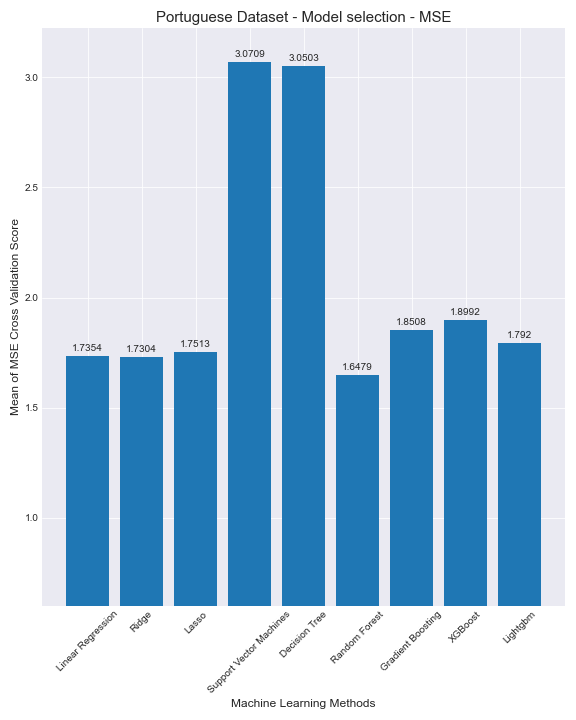 Portuguese Dataset - Model selection - MSE
3.0709
3.0503
3.0
2.5
2.0
1.8992
1.8508
1.792
1.7354
1.7304
1.7513
1.6479
1.5
1.0
Mean of MSE Cross Validation Score
Linear Regression
Ridge
Lasso
Support Vector Machines
Decision Tree
Random Forest
Gradient Boosting
XGBoost
Lightgbm
Machine Learning Methods